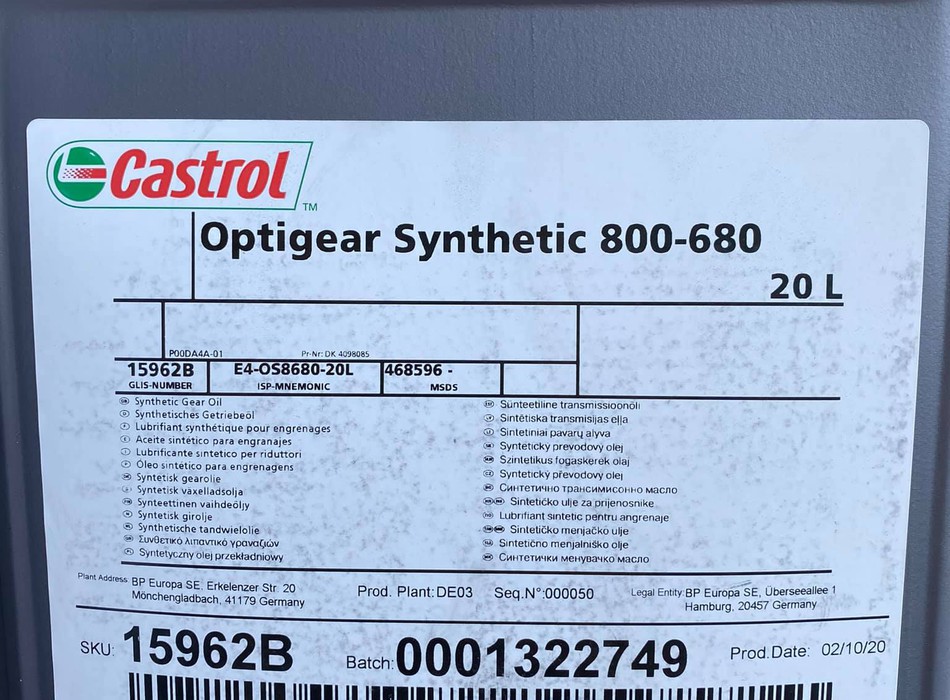 Castrol
TM
Optigear Synthetic 800-680
20 L
P00DA4A-01 Pr-Nr: DK 4098085
15962B E4-OS8680-20L 468596 -
GLIS-NUMBER ISP-MNEMONIC MSDS
Synthetic Gear Oil
Synthetisches Getriebeöl
Lubrifiant synthétique pour engrenages
Aceite sintético para engranajes
Lubrificante sintetico per riduttori
Óleo sintético para engrenagens
Syntetisk gearolie
Syntetisk växellådsolja
Synteettinen vaihdeöljy
Syntetisk girolje
Synthetische tandwielolie
Συνθετικό λιπαντικό γραναζιών
Syntetyczny olej przekładniowy
Sünteetiline transmissiooniõli
Sintētiska transmisijas eļļa
Sintetiniai pavarų alyva
Syntetický prevodový olej
Szintetikus fogaskerék olaj
Syntetický převodový olej
Синтетично трансимисонно масло
Sintetičko ulje za prijenosnike
Lubrifiant sintetic pentru angrenaje
Sintetičko menjačko ulje
Sintetično menjalniško olje
Синтетички менувачко масло
Plant Address BP Europa SE, Erkelenzer Str. 20
Mönchengladbach, 41179 Germany
Prod. Plant: DE03 Seq.N°:000050
Legal Entity: BP Europa SE, Überseeallee 1
Hamburg, 20457 Germany
SKU: 15962B Batch: 0001322749 Prod.Date: 02/10/20